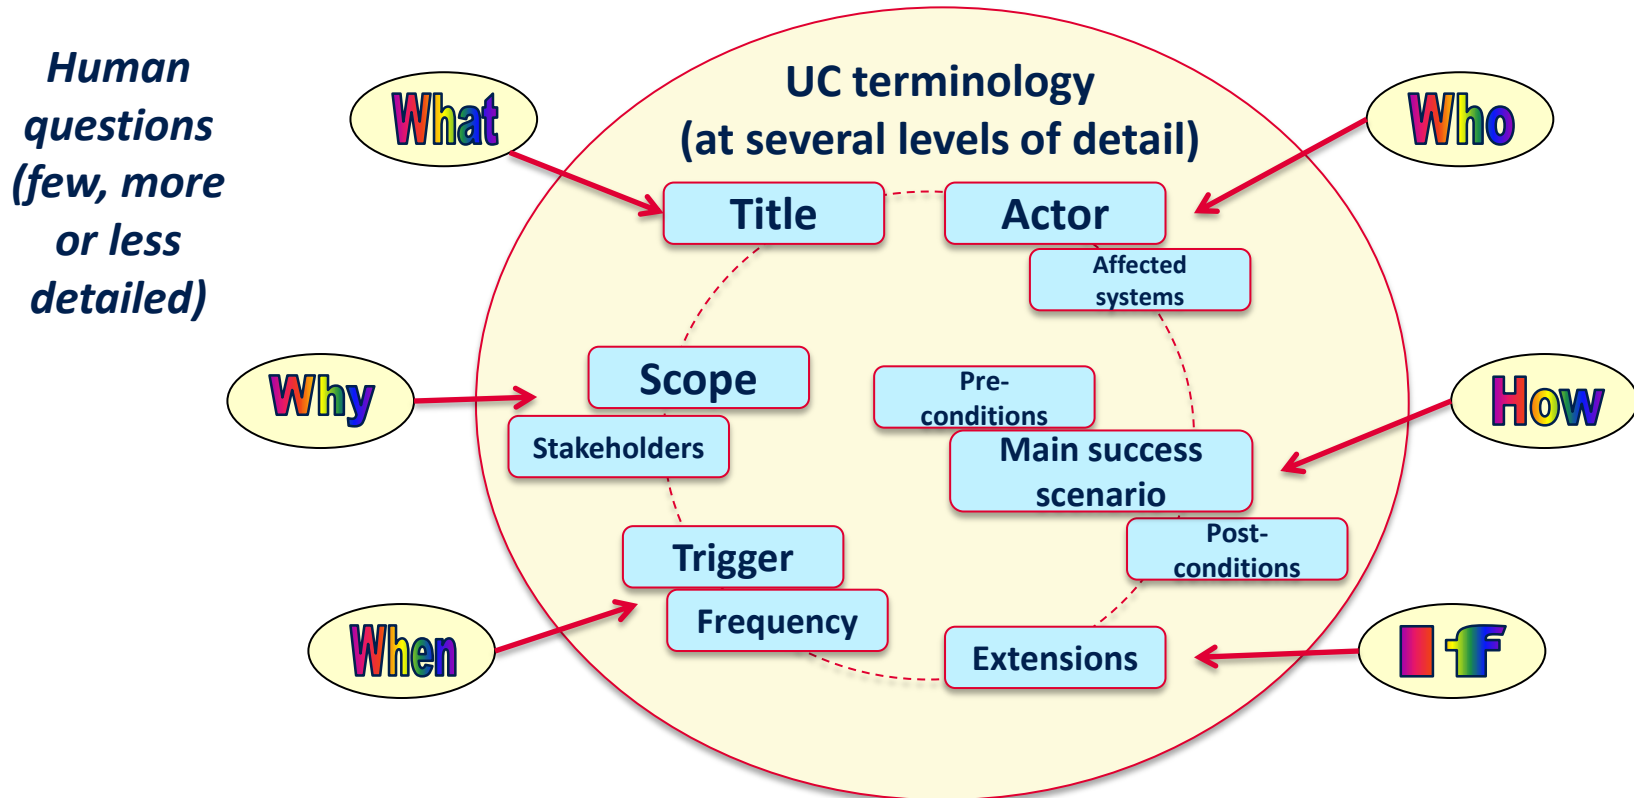 Human
questions
(few, more
or less
detailed)
UC terminology
(at several levels of detail)
What
Who
Title
Actor
Affected
systems
Why
Scope
Stakeholders
Pre-
conditions
Main success
scenario
How
Post-
conditions
Trigger
Frequency
When
Extensions
If